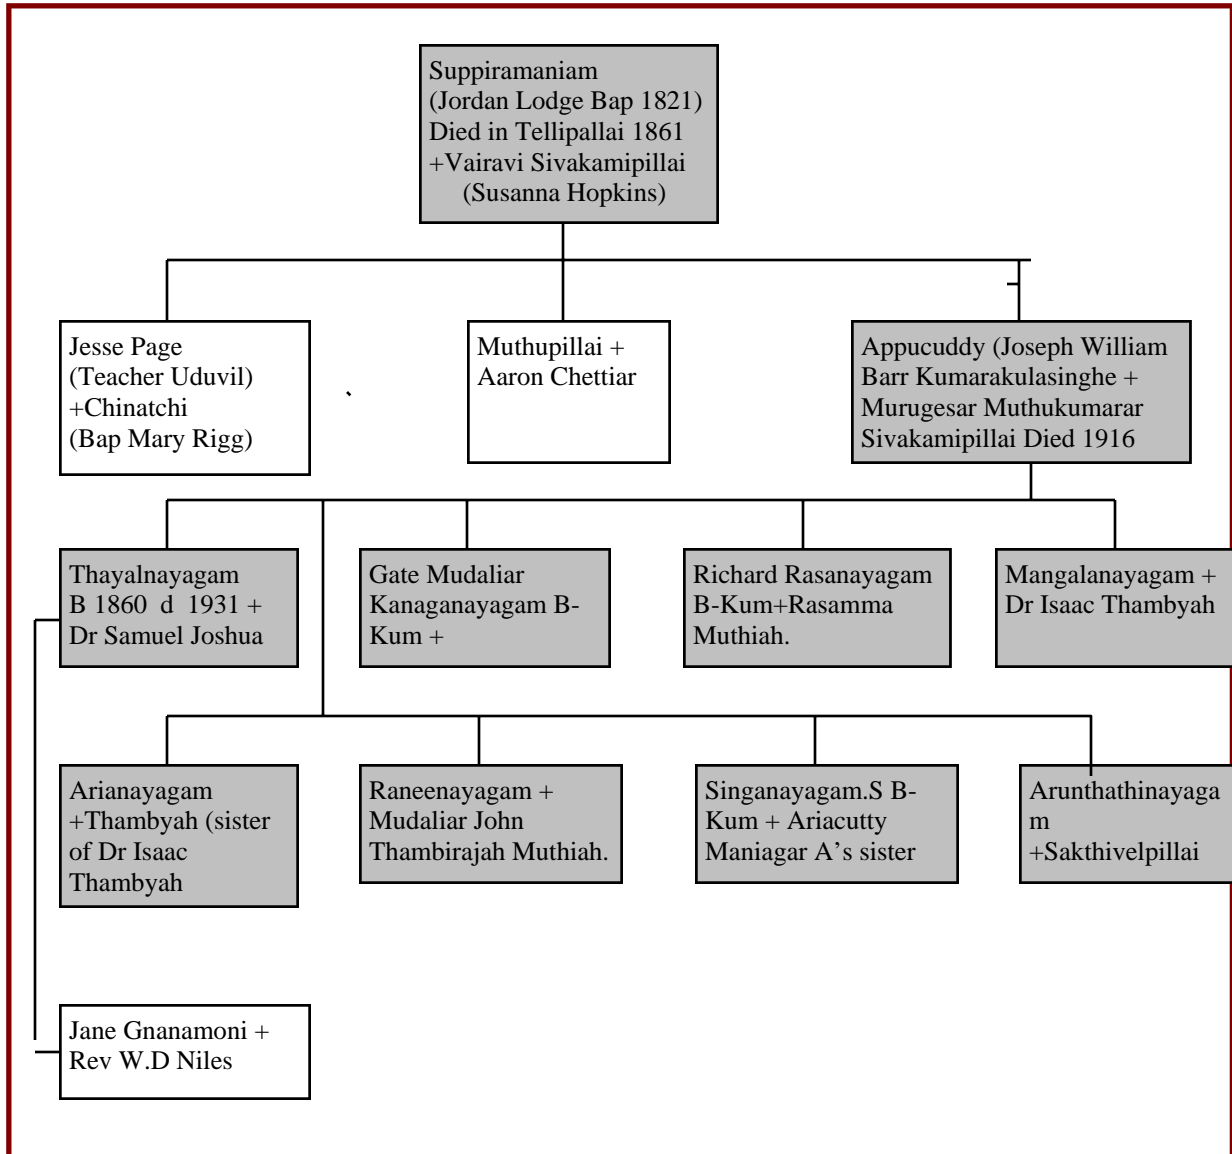 Suppiramaniam
(Jordan Lodge Bap 1821)
Died in Tellipallai 1861
+Vairavi Sivakamipillai
(Susanna Hopkins)
Jesse Page
(Teacher Uduvil)
+Chinatchi
(Bap Mary Rigg)
Muthupillai +
Aaron Chettiar
Appucuddy (Joseph William
Barr Kumarakulasinghe +
Murugesar Muthukumarar
Sivakamipillai Died 1916
Thayalnayagam
B 1860 d 1931 +
Dr Samuel Joshua
Gate Mudaliar
Kanaganayagam B-
Kum +
Richard Rasanayagam
B-Kum+Rasamma
Muthiah.
Mangalanayagam +
Dr Isaac Thambyah
Arianayagam
+Thambyah (sister
of Dr Isaac
Thambyah
Raneenayagam +
Mudaliar John
Thambirajah Muthiah.
Singanayagam.S B-
Kum + Ariacutty
Maniagar A's sister
Arunthathinayaga
m
+Sakthivelpillai
Jane Gnanamoni +
Rev W.D Niles